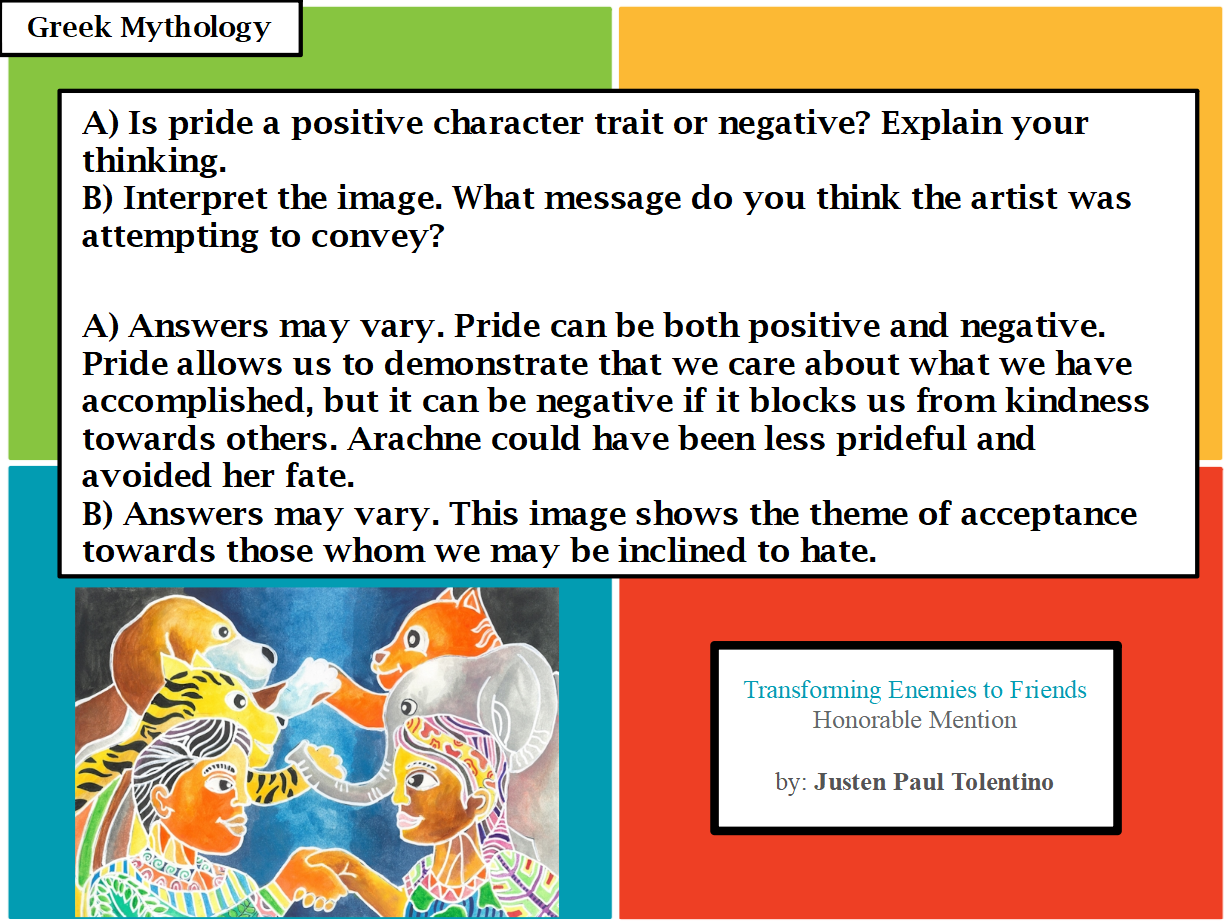 Greek Mythology
A) Is pride a positive character trait or negative? Explain your
thinking.
B) Interpret the image. What message do you think the artist was
attempting to convey?
A) Answers may vary. Pride can be both positive and negative.
Pride allows us to demonstrate that we care about what we have
accomplished, but it can be negative if it blocks us from kindness
towards others. Arachne could have been less prideful and
avoided her fate.
B) Answers may vary. This image shows the theme of acceptance
towards those whom we may be inclined to hate.
Transforming Enemies to Friends
Honorable Mention
by: Justen Paul Tolentino